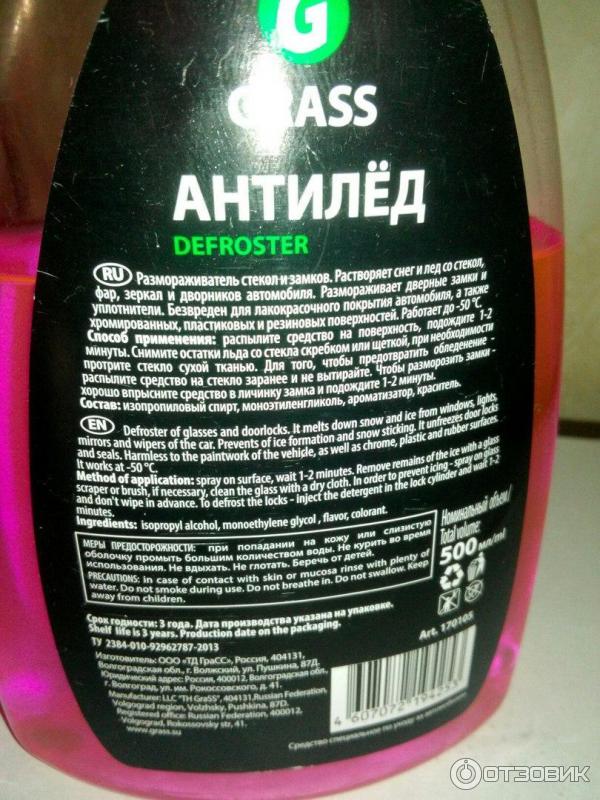 G
GRASS
АНТИЛЁД
DEFROSTER
RU Размораживатель стекол и замков. Растворяет снег и лед со стекол,
фар, зеркал и дворников автомобиля. Размораживает дверные замки и
уплотнители. Безвреден для лакокрасочного покрытия автомобиля, а также
хромированных, пластиковых и резиновых поверхностей. Работает до -50 °С.
Способ применения: распылите средство на поверхность, подождите 1-2
минуты. Снимите остатки льда со стекла скребком или щеткой, при необходимости
протрите стекло сухой тканью. Для того, чтобы предотвратить обледенение -
распылите средство на стекло заранее и не вытирайте. Чтобы разморозить замки -
хорошо впрысните средство в личинку замка и подождите 1-2 минуты.
Состав: изопропиловый спирт, моноэтиленгликоль, ароматизатор, краситель.
EN Defroster of glasses and doorlocks. It melts down snow and ice from windows, lights,
mirrors and wipers of the car. Prevents of ice formation and snow sticking. It unfreezes door locks
and seals. Harmless to the paintwork of the vehicle, as well as chrome, plastic and rubber surfaces.
It works at -50 °C.
Method of application: spray on surface, wait 1-2 minutes. Remove remains of the ice with a glass
scraper or brush, if necessary, clean the glass with a dry cloth. In order to prevent icing - spray on glass
and don't wipe in advance. To defrost the locks - inject the detergent in the lock cylinder and wait 1-2
minutes.
Ingredients: isopropyl alcohol, monoethylene glycol , flavor, colorant.
МЕРЫ ПРЕДОСТОРОЖНОСТИ: при попадании на кожу или слизистую
оболочку промыть большим количеством воды. Не курить во время
использования. Не вдыхать. Не глотать. Беречь от детей.
PRECAUTIONS: in case of contact with skin or mucosa rinse with plenty of
water. Do not smoke during use. Do not breathe in. Do not swallow. Keep
away from children.
Номинальный объем /
Total volume:
500 мл/ml
Срок годности: 3 года. Дата производства указана на упаковке.
Shelf life is 3 years. Production date on the packaging.
ТУ 2384-010-92962787-2013
Art. 170105
Изготовитель: ООО «ТД ГраСС», Россия, 404131,
Волгоградская обл., г. Волжский, ул. Пушкина, 87Д.
Юридический адрес: Россия, 400012, Волгоградская обл.,
г. Волгоград, ул. им. Рокоссовского, д. 41.
Manufacturer: LLC "TH GraSS", 404131,Russian Federation,
Volgograd region, Volzhsky, Pushkina, 87D.
Registered office: Russian Federation, 400012,
Volgograd, Rokossovsky str, 41.
www.grass.su
4 607072 194255
Средство специальное по уходу за автомобилем
ОТЗОВИК